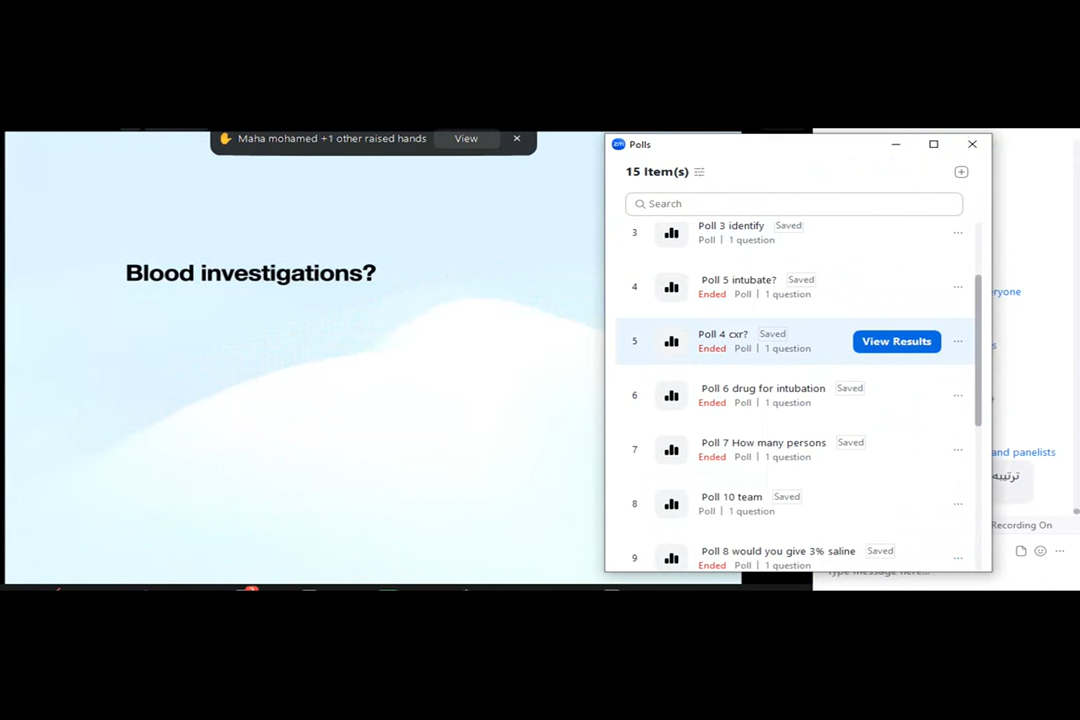 Maha mohamed +1 other raised hands View
Blood investigations?
zm Polls
15 Item(s)
Search
3 Poll 3 identify Saved
Poll | 1 question
4 Poll 5 intubate? Saved
Ended Poll | 1 question
5 Poll 4 cxr? Saved View Results
Ended Poll | 1 question
6 Poll 6 drug for intubation Saved
Ended Poll | 1 question
7 Poll 7 How many persons Saved
Ended Poll | 1 question
8 Poll 10 team Saved
Poll | 1 question
9 Poll 8 would you give 3% saline Saved
Ended Poll | 1 question
and panelists
ترتيبه
Recording On
Type message here...